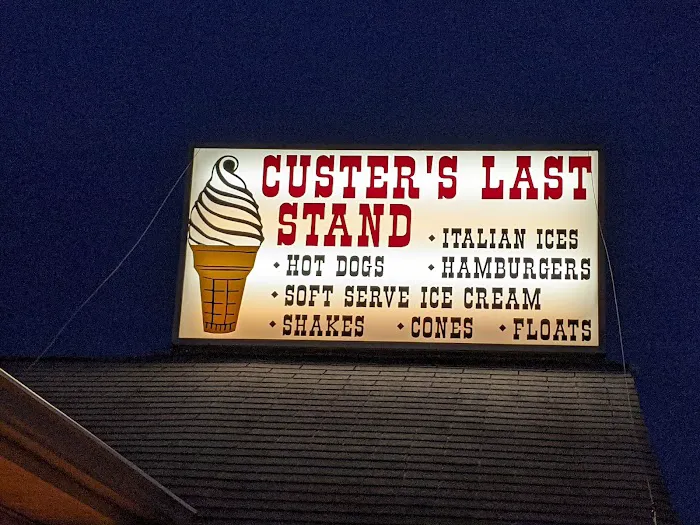 CUSTER'S LAST
STAND
• ITALIAN ICES
• HOT DOGS • HAMBURGERS
• SOFT SERVE ICE CREAM
• SHAKES • CONES • FLOATS